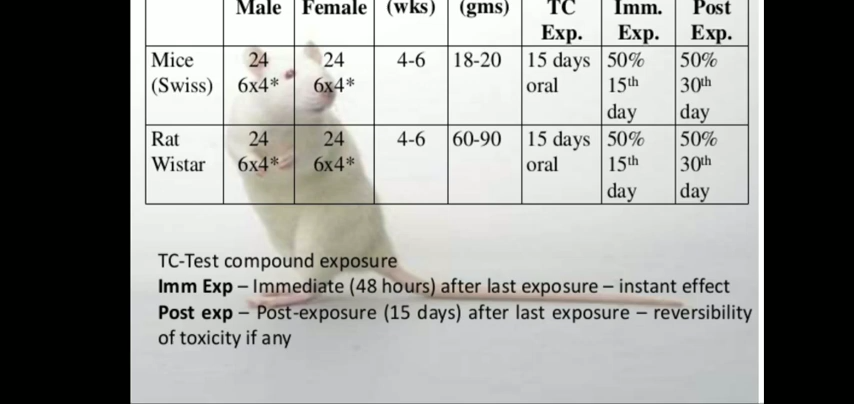 Male Female (wks) (gms) TC Imm. Post
Exp. Exp. Exp.
Mice 24 24 4-6 18-20 15 days 50% 50%
(Swiss) 6x4* 6x4* oral 15th 30th
day day
Rat 24 24 4-6 60-90 15 days 50% 50%
Wistar 6x4* 6x4* oral 15th 30th
day day
TC-Test compound exposure
Imm Exp – Immediate (48 hours) after last exposure – instant effect
Post exp – Post-exposure (15 days) after last exposure – reversibility
of toxicity if any